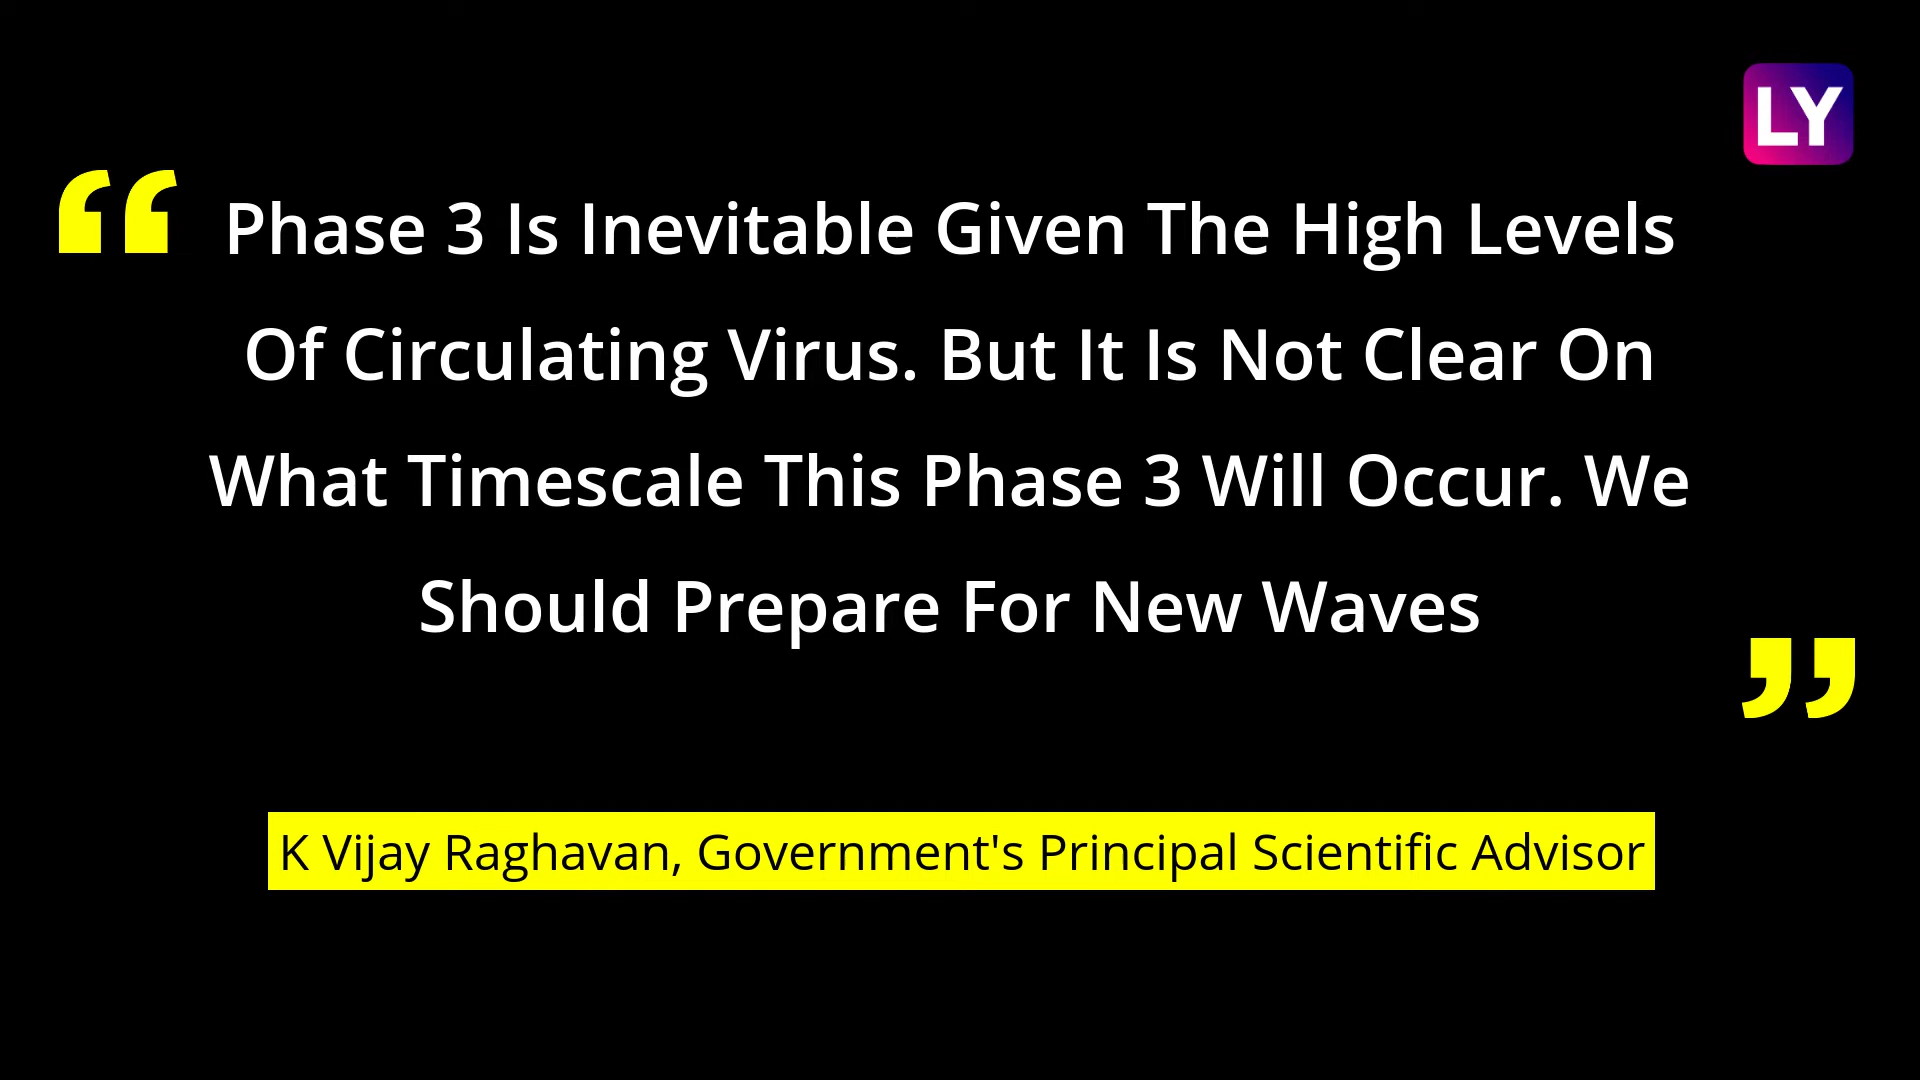 LY
“
Phase 3 Is Inevitable Given The High Levels
Of Circulating Virus. But It Is Not Clear On
What Timescale This Phase 3 Will Occur. We
Should Prepare For New Waves
”
K Vijay Raghavan, Government's Principal Scientific Advisor